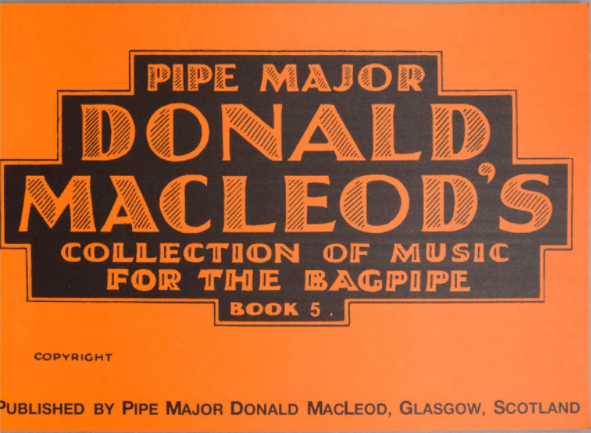 PIPE MAJOR
DONALD
MACLEOD'S
COLLECTION OF MUSIC
FOR THE BAGPIPE
BOOK 5.
COPYRIGHT
PUBLISHED BY PIPE MAJOR DONALD MACLEOD, GLASGOW, SCOTLAND